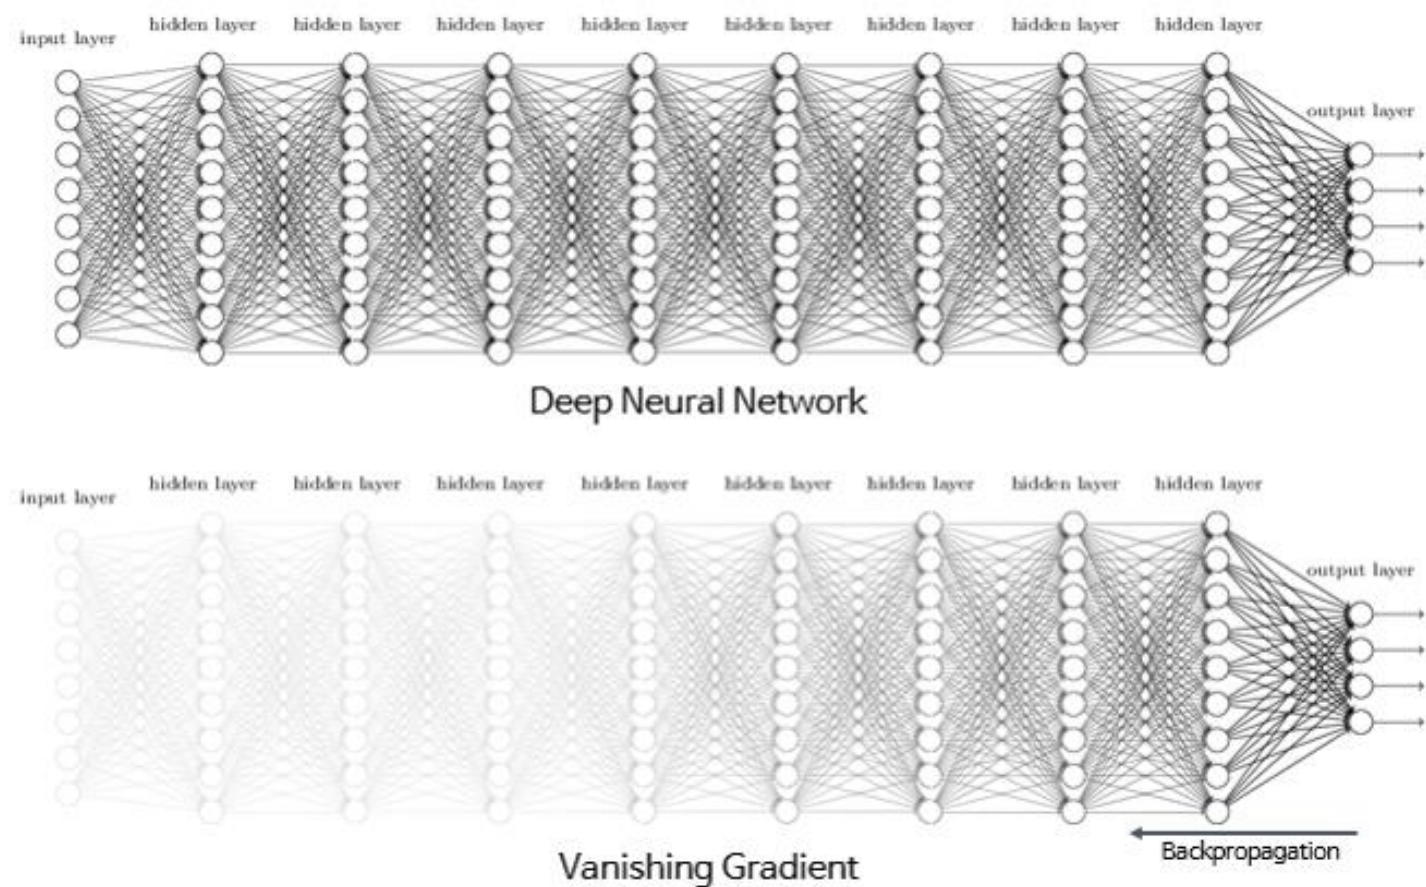 hidden layer hidden layer hidden layer hidden layer hidden layer hidden layer hidden layer hidden layer
input layer
output layer
Deep Neural Network
hidden layer hidden layer hidden layer hidden layer hidden layer hidden layer hidden layer hidden layer
input layer
output layer
Backpropagation
Vanishing Gradient